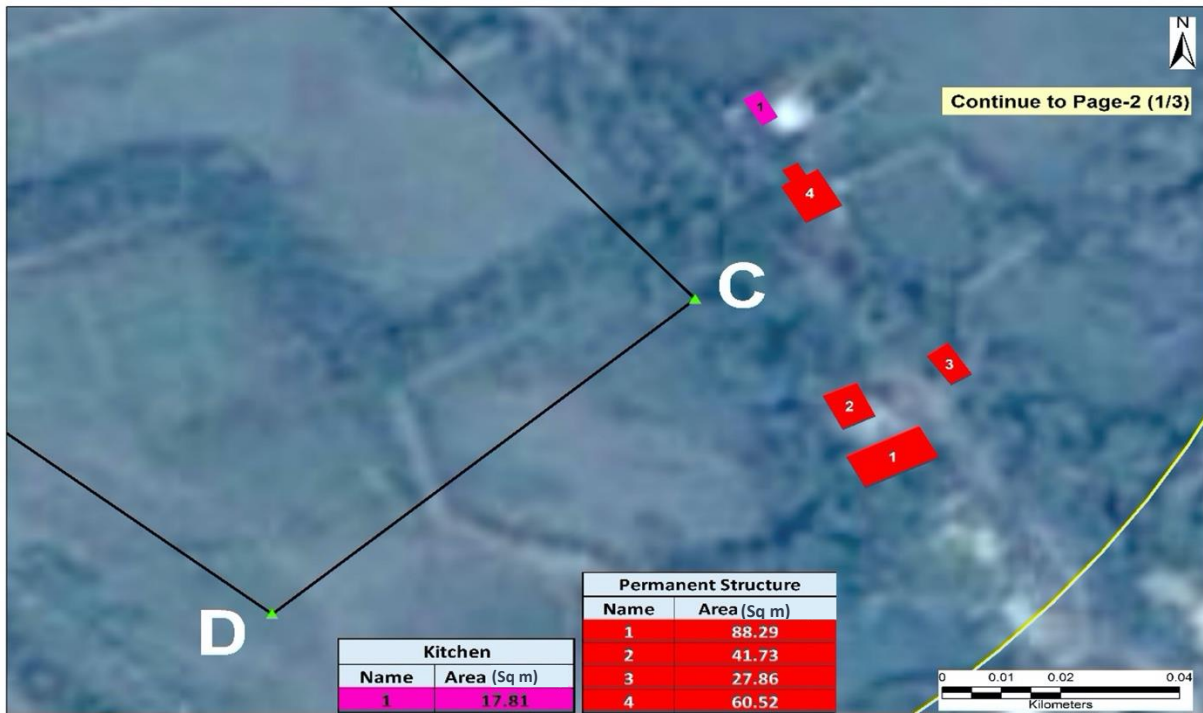 N
Continue to Page-2 (1/3)
1
4
C
3
2
1
D
Kitchen
Name Area (Sq m)
1 17.81
Permanent Structure
Name Area (Sq m)
1 88.29
2 41.73
3 27.86
4 60.52
0 0.01 0.02 0.04
Kilometers